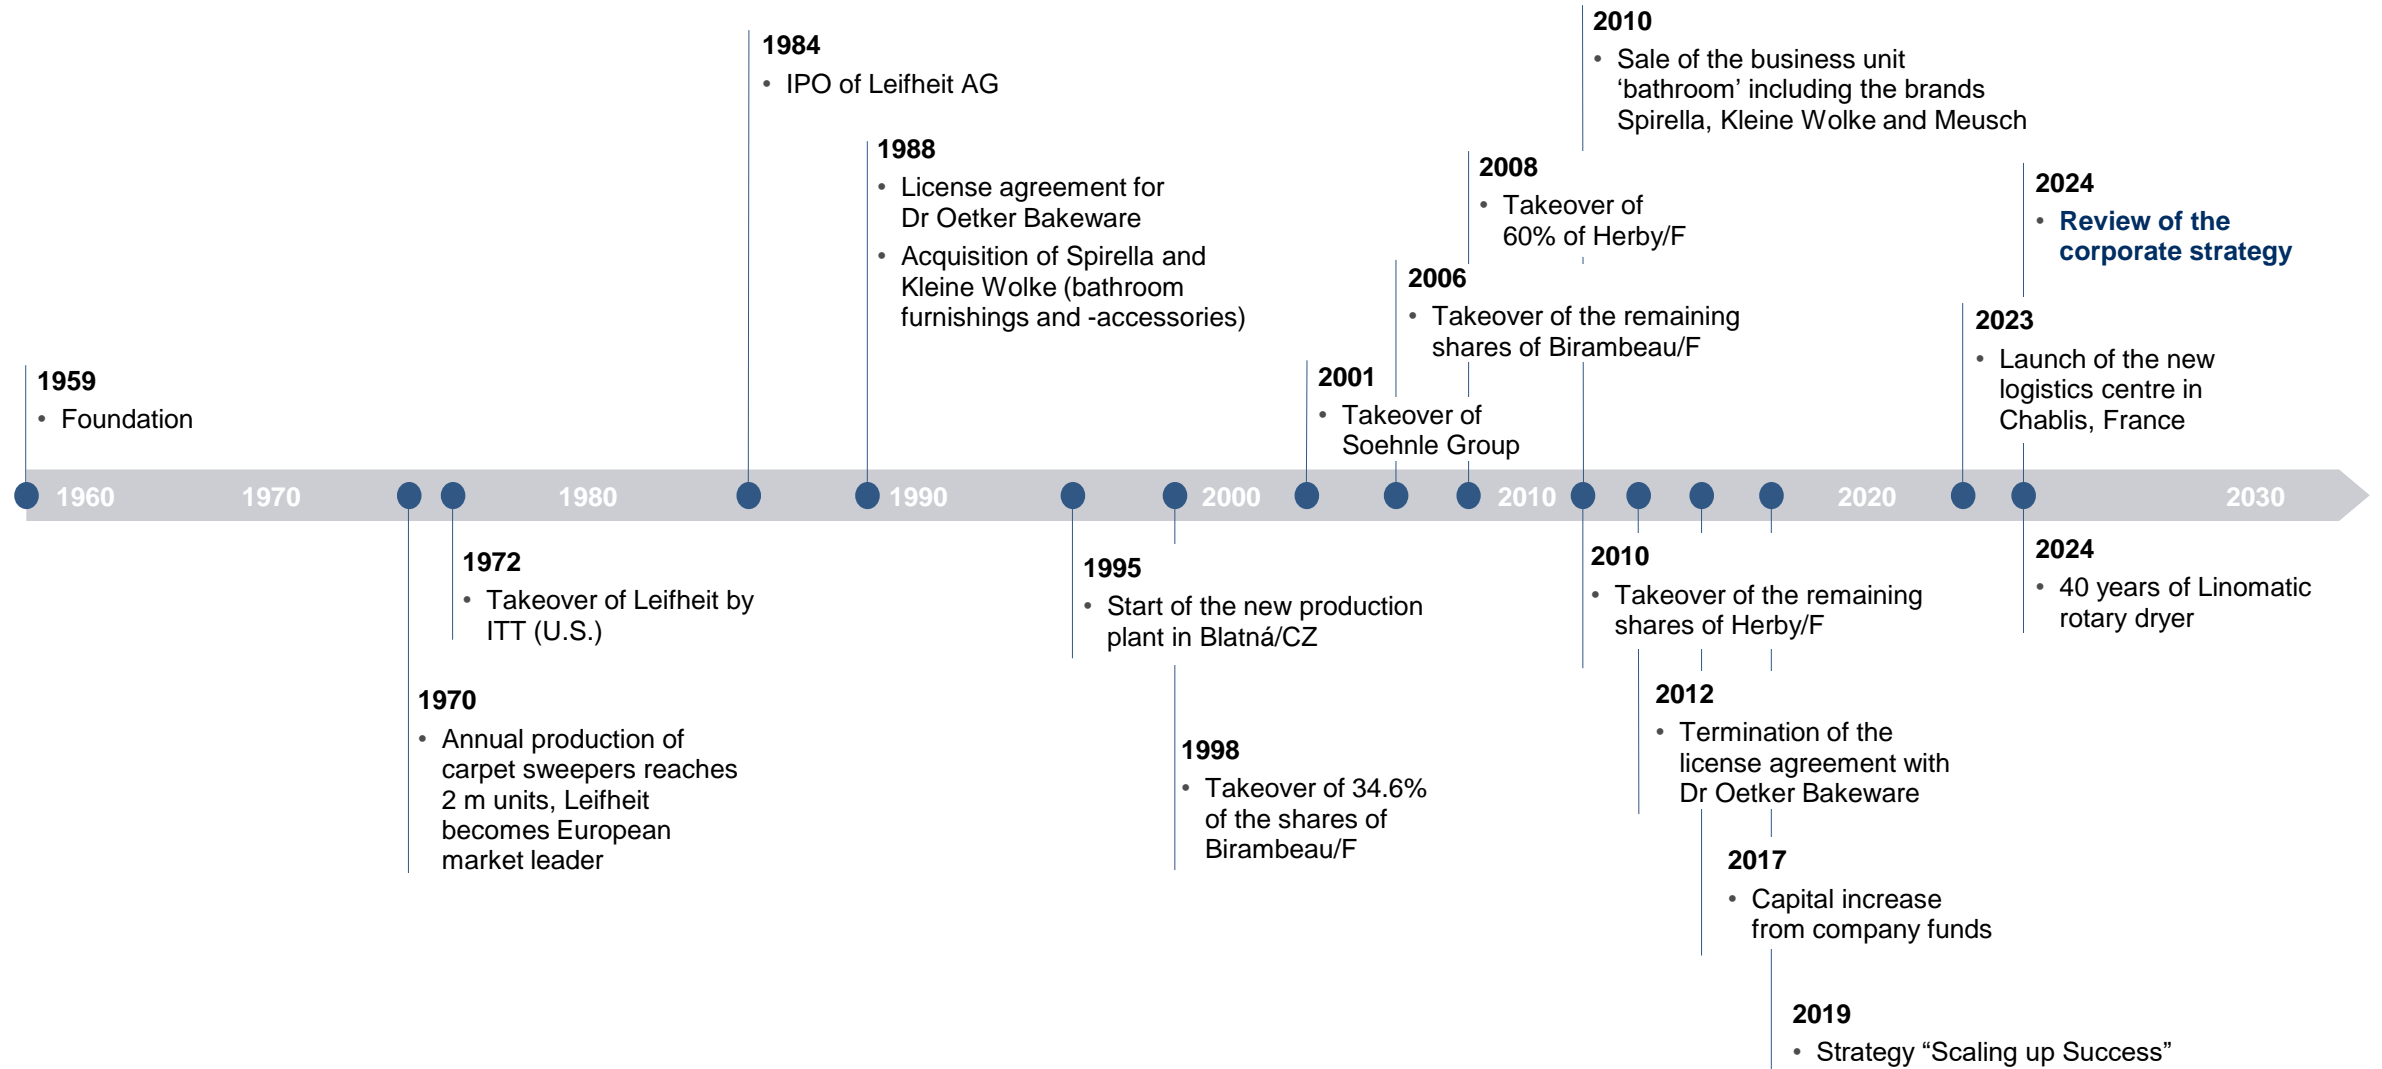 1984
• IPO of Leifheit AG
1988
• License agreement for
Dr Oetker Bakeware
• Acquisition of Spirella and
Kleine Wolke (bathroom
furnishings and -accessories)
2010
• Sale of the business unit
‘bathroom’ including the brands
Spirella, Kleine Wolke and Meusch
2008
• Takeover of
60% of Herby/F
2024
• Review of the
corporate strategy
2006
• Takeover of the remaining
shares of Birambeau/F
2023
• Launch of the new
logistics centre in
Chablis, France
1959
• Foundation
2001
• Takeover of
Soehnle Group
1960 1970 1980 1990 2000 2010 2020 2030
1972
• Takeover of Leifheit by
ITT (U.S.)
1970
• Annual production of
carpet sweepers reaches
2 m units, Leifheit
becomes European
market leader
1995
• Start of the new production
plant in Blatná/CZ
1998
• Takeover of 34.6%
of the shares of
Birambeau/F
2010
• Takeover of the remaining
shares of Herby/F
2012
• Termination of the
license agreement with
Dr Oetker Bakeware
2017
• Capital increase
from company funds
2019
• Strategy “Scaling up Success”
2024
• 40 years of Linomatic
rotary dryer